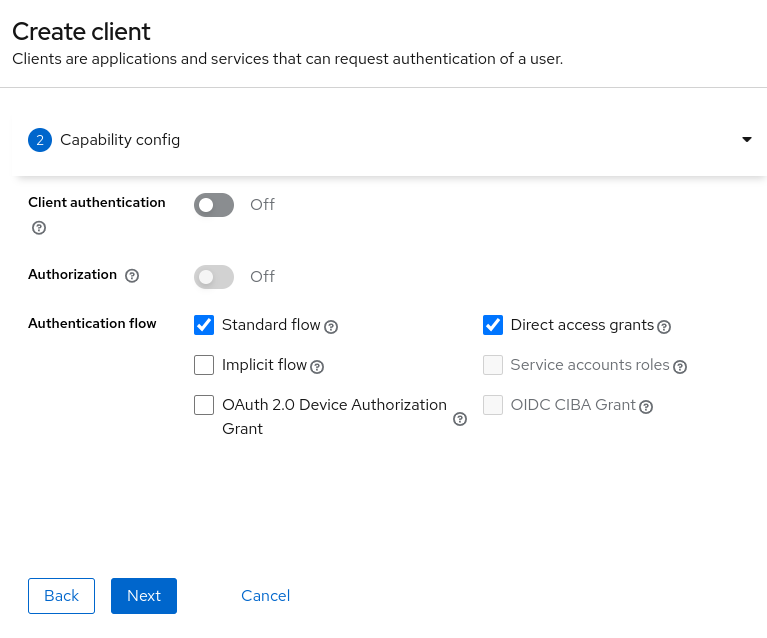 Create client
Clients are applications and services that can request authentication of a user.
2 Capability config
Client authentication
Off
Authorization
Off
Authentication flow
Standard flow
Direct access grants
Implicit flow
Service accounts roles
OAuth 2.0 Device Authorization
Grant
OIDC CIBA Grant
Back
Next
Cancel